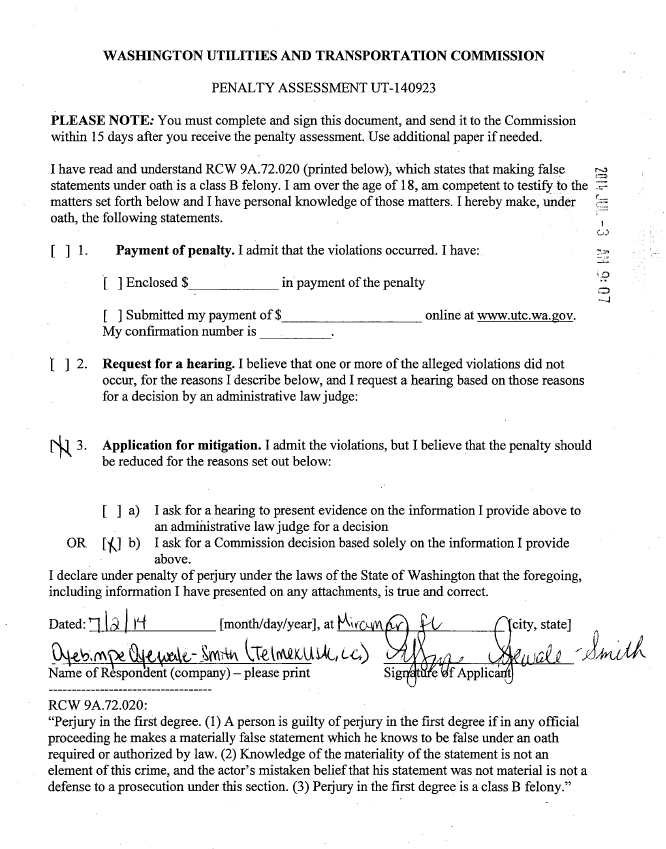 WASHINGTON UTILITIES AND TRANSPORTATION COMMISSION
PENALTY ASSESSMENT UT-140923
PLEASE NOTE: You must complete and sign this document, and send it to the Commission
within 15 days after you receive the penalty assessment. Use additional paper if needed.
I have read and understand RCW 9A.72.020 (printed below), which states that making false
statements under oath is a class B felony. I am over the age of 18, am competent to testify to the
matters set forth below and I have personal knowledge of those matters. I hereby make, under
oath, the following statements.
2014 JUL -3 AM 9:07
[ ] 1. Payment of penalty. I admit that the violations occurred. I have:
[ ] Enclosed $____________ in payment of the penalty
[ ] Submitted my payment of $___________________ online at www.utc.wa.gov.
My confirmation number is __________.
[ ] 2. Request for a hearing. I believe that one or more of the alleged violations did not
occur, for the reasons I describe below, and I request a hearing based on those reasons
for a decision by an administrative law judge:
[X] 3. Application for mitigation. I admit the violations, but I believe that the penalty should
be reduced for the reasons set out below:
[ ] a) I ask for a hearing to present evidence on the information I provide above to
an administrative law judge for a decision
OR [X] b) I ask for a Commission decision based solely on the information I provide
above.
I declare under penalty of perjury under the laws of the State of Washington that the foregoing,
including information I have presented on any attachments, is true and correct.
Dated: 7/2/14 [month/day/year], at Miramar FL [city, state]
Oyebimpe Oyewale-Smith (TelmexUSA, LLC)
Oyewale-Smith
Name of Respondent (company) – please print Signature of Applicant
-----------------------------------
RCW 9A.72.020:
“Perjury in the first degree. (1) A person is guilty of perjury in the first degree if in any official
proceeding he makes a materially false statement which he knows to be false under an oath
required or authorized by law. (2) Knowledge of the materiality of the statement is not an
element of this crime, and the actor’s mistaken belief that his statement was not material is not a
defense to a prosecution under this section. (3) Perjury in the first degree is a class B felony.”